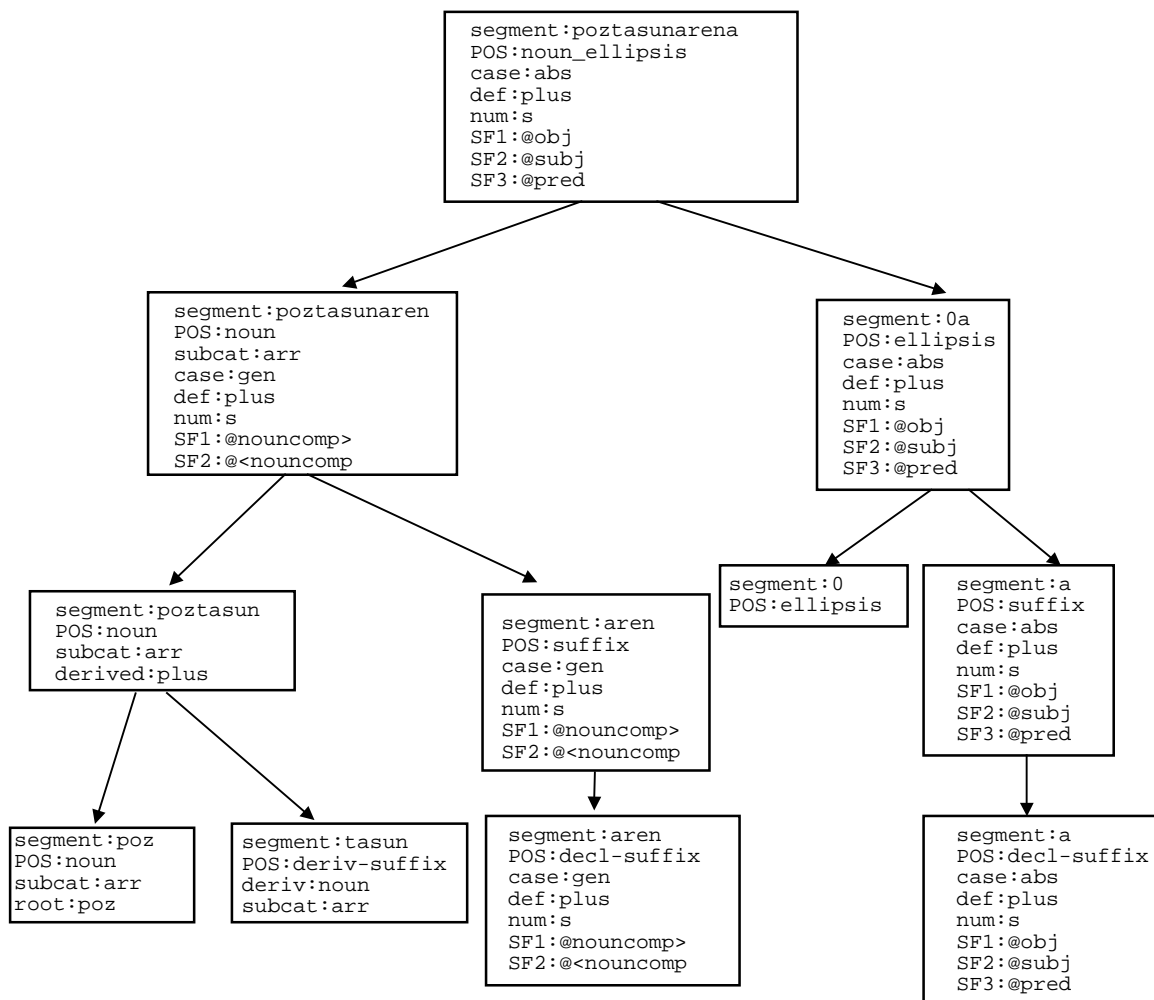 segment:poztasunarena
POS:noun_ellipsis
case:abs
def:plus
num:s
SF1:@obj
SF2:@subj
SF3:@pred
segment:poztasunaren
POS:noun
subcat:arr
case:gen
def:plus
num:s
SF1:@nouncomp>
SF2:@<nouncomp
segment:0a
POS:ellipsis
case:abs
def:plus
num:s
SF1:@obj
SF2:@subj
SF3:@pred
segment:poztasun
POS:noun
subcat:arr
derived:plus
segment:aren
POS:suffix
case:gen
def:plus
num:s
SF1:@nouncomp>
SF2:@<nouncomp
segment:0
POS:ellipsis
segment:a
POS:suffix
case:abs
def:plus
num:s
SF1:@obj
SF2:@subj
SF3:@pred
segment:poz
POS:noun
subcat:arr
root:poz
segment:tasun
POS:deriv-suffix
deriv:noun
subcat:arr
segment:aren
POS:decl-suffix
case:gen
def:plus
num:s
SF1:@nouncomp>
SF2:@<nouncomp
segment:a
POS:decl-suffix
case:abs
def:plus
num:s
SF1:@obj
SF2:@subj
SF3:@pred